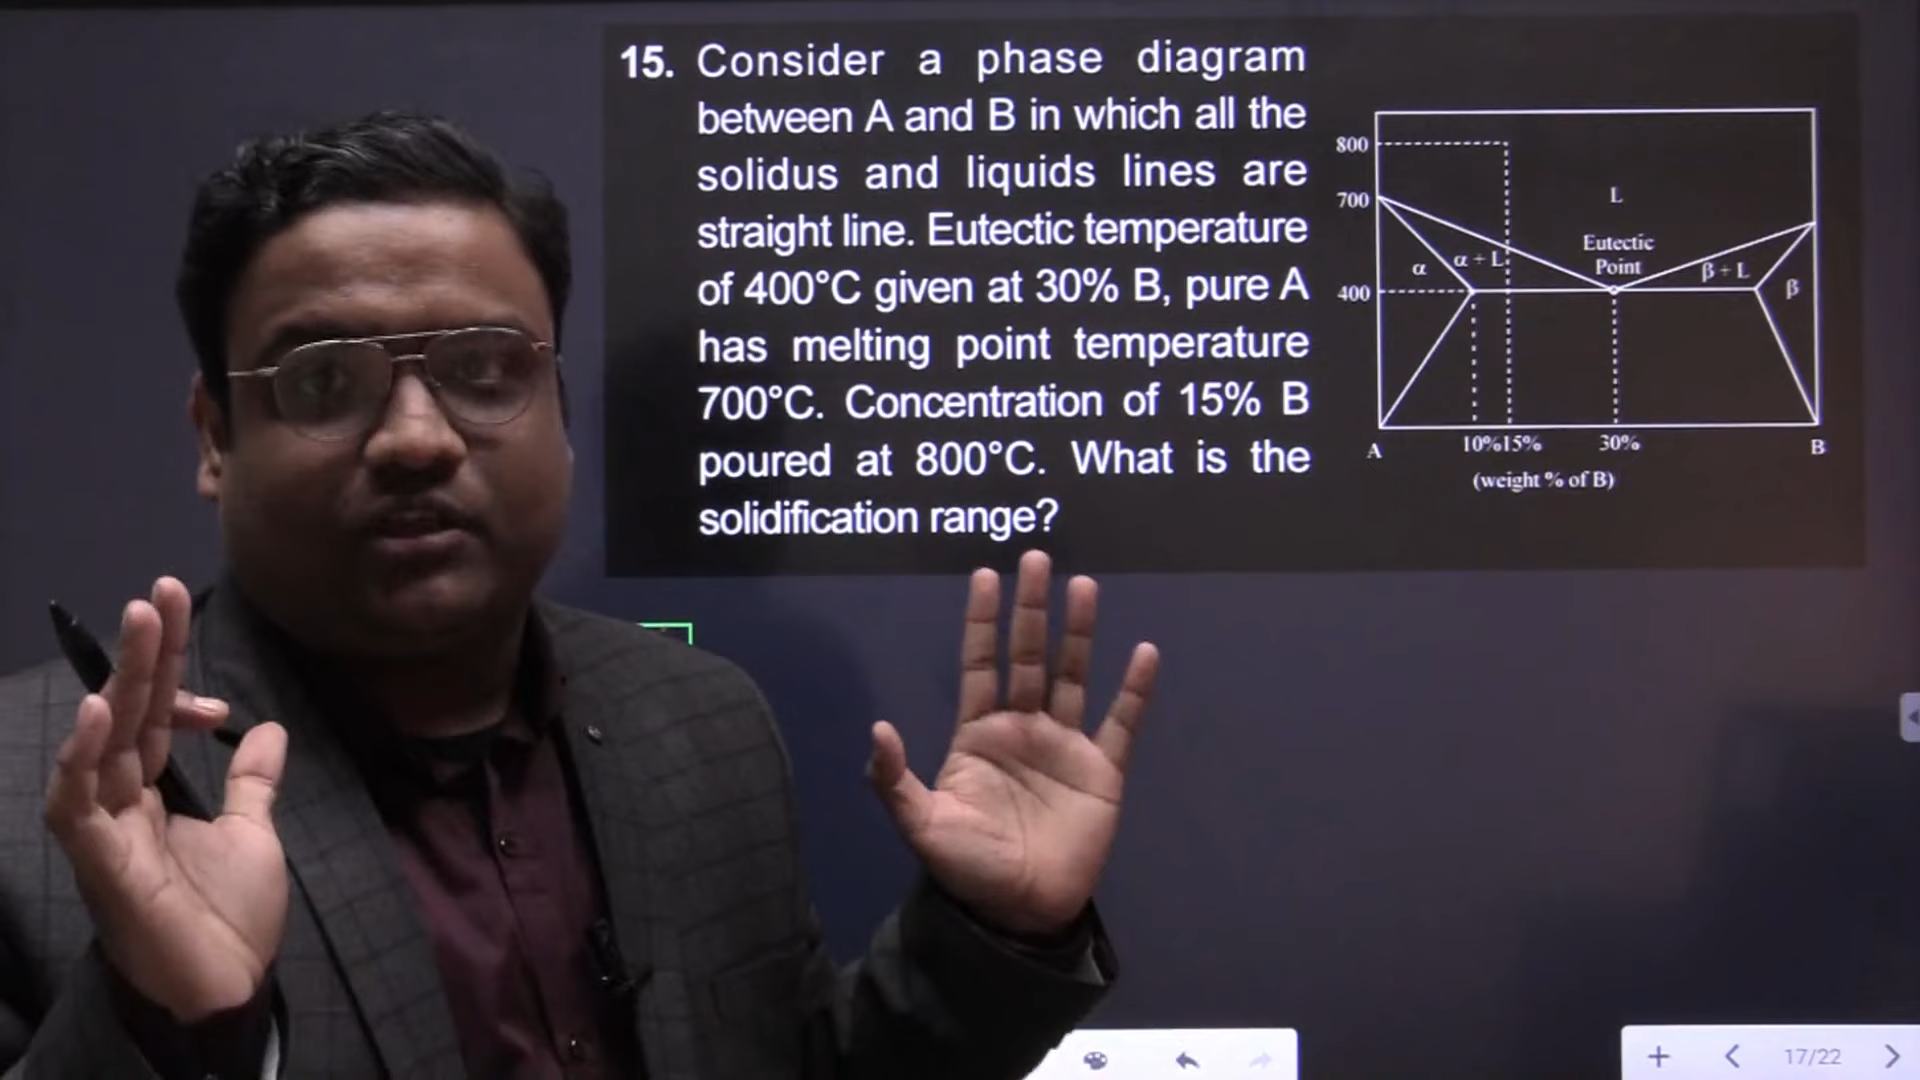 15. Consider a phase diagram
between A and B in which all the
solidus and liquids lines are
straight line. Eutectic temperature
of 400°C given at 30% B, pure A
has melting point temperature
700°C. Concentration of 15% B
poured at 800°C. What is the
solidification range?
800
700
L
Eutectic
Point
α
α + L
β + L
β
400
A
10%
15%
30%
B
(weight % of B)
17/22